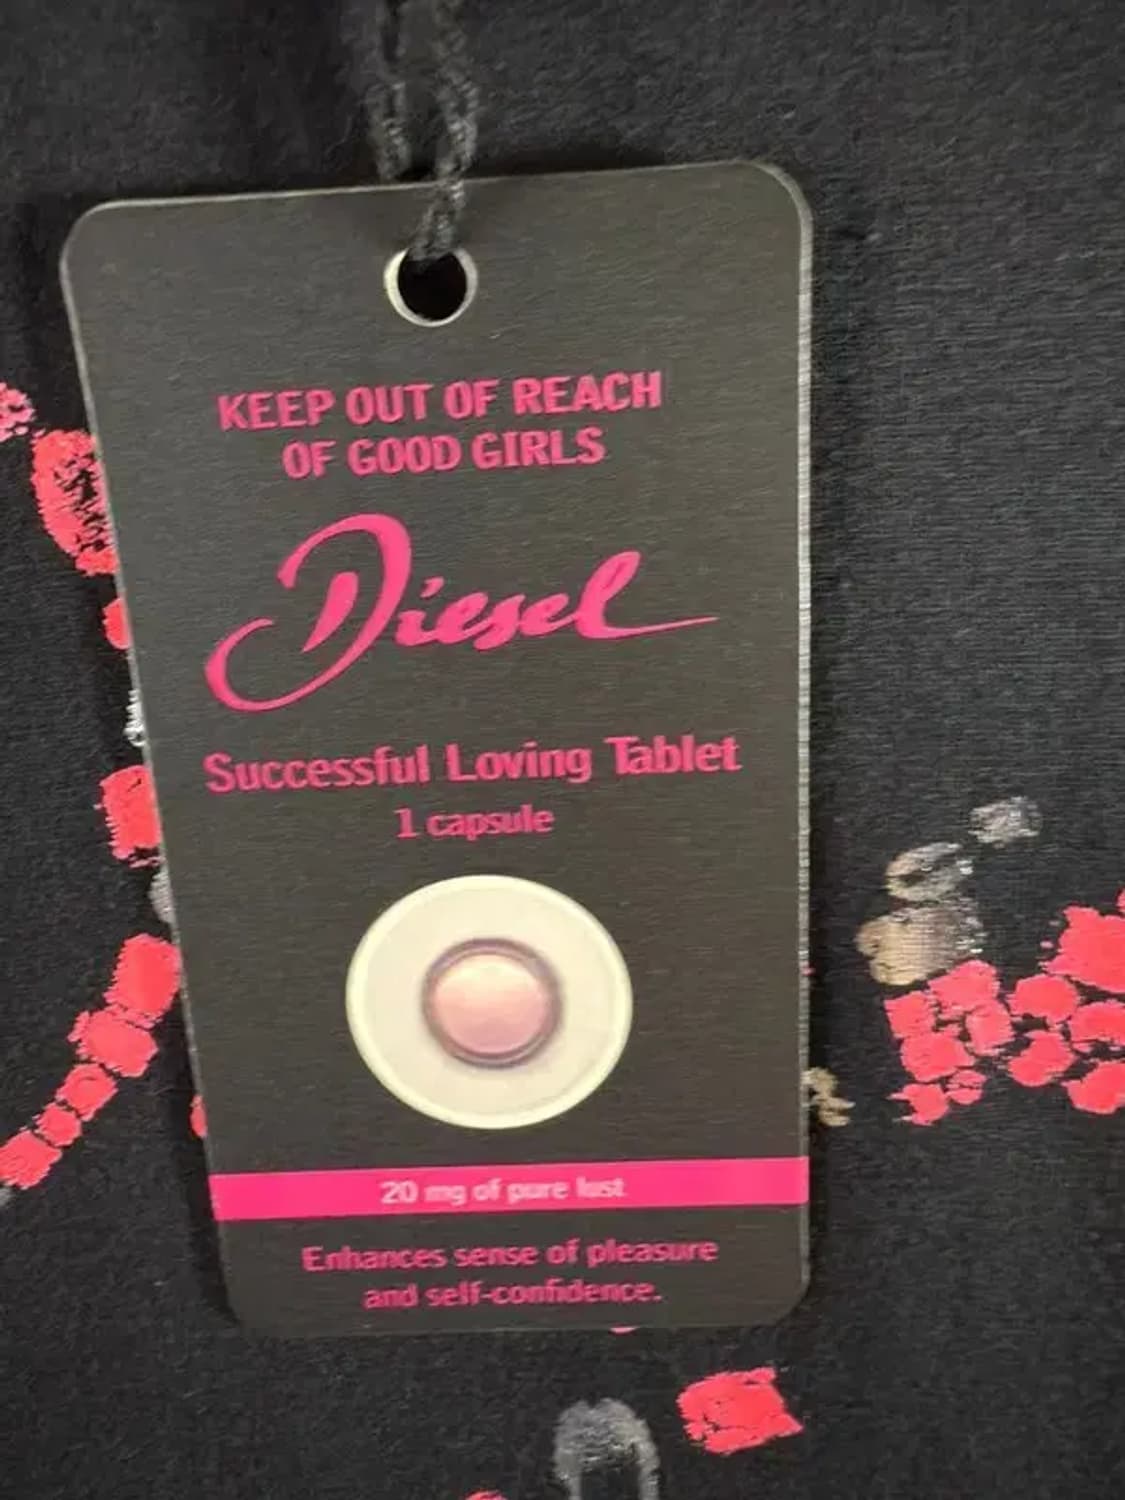 KEEP OUT OF REACH
OF GOOD GIRLS
Diesel
Successful Loving Tablet
1 capsule
20 mg of pure lust
Enhances sense of pleasure
and self-confidence.